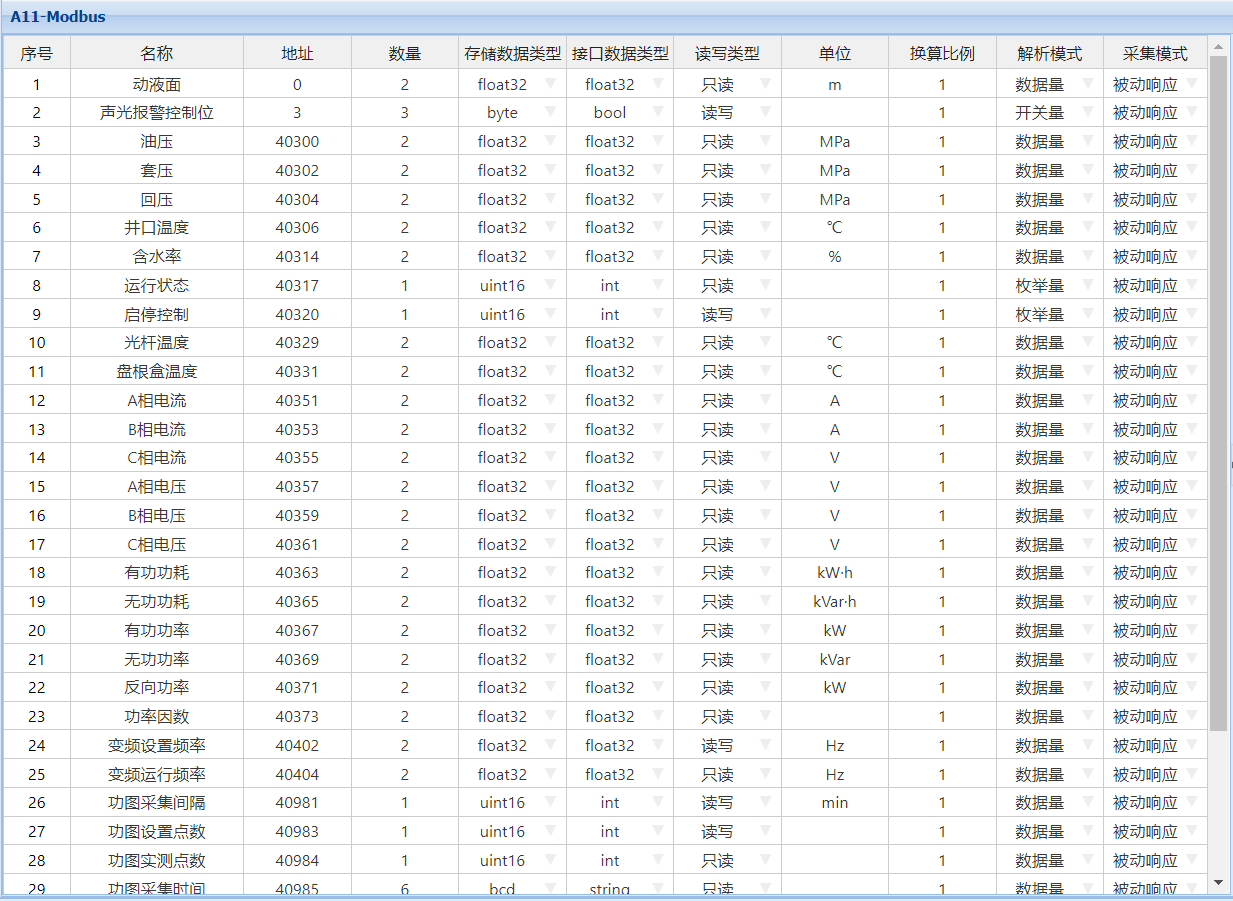 A11-Modbus
序号 名称 地址 数量 存储数据类型 接口数据类型 读写类型 单位 换算比例 解析模式 采集模式
1 动液面 0 2 float32 float32 只读 m 1 数据量 被动响应
2 声光报警控制位 3 3 byte bool 读写 1 开关量 被动响应
3 油压 40300 2 float32 float32 只读 MPa 1 数据量 被动响应
4 套压 40302 2 float32 float32 只读 MPa 1 数据量 被动响应
5 回压 40304 2 float32 float32 只读 MPa 1 数据量 被动响应
6 井口温度 40306 2 float32 float32 只读 ℃ 1 数据量 被动响应
7 含水率 40314 2 float32 float32 只读 % 1 数据量 被动响应
8 运行状态 40317 1 uint16 int 只读 1 枚举量 被动响应
9 启停控制 40320 1 uint16 int 读写 1 枚举量 被动响应
10 光杆温度 40329 2 float32 float32 只读 ℃ 1 数据量 被动响应
11 盘根盒温度 40331 2 float32 float32 只读 ℃ 1 数据量 被动响应
12 A相电流 40351 2 float32 float32 只读 A 1 数据量 被动响应
13 B相电流 40353 2 float32 float32 只读 A 1 数据量 被动响应
14 C相电流 40355 2 float32 float32 只读 V 1 数据量 被动响应
15 A相电压 40357 2 float32 float32 只读 V 1 数据量 被动响应
16 B相电压 40359 2 float32 float32 只读 V 1 数据量 被动响应
17 C相电压 40361 2 float32 float32 只读 V 1 数据量 被动响应
18 有功功耗 40363 2 float32 float32 只读 kW·h 1 数据量 被动响应
19 无功功耗 40365 2 float32 float32 只读 kVar·h 1 数据量 被动响应
20 有功功率 40367 2 float32 float32 只读 kW 1 数据量 被动响应
21 无功功率 40369 2 float32 float32 只读 kVar 1 数据量 被动响应
22 反向功率 40371 2 float32 float32 只读 kW 1 数据量 被动响应
23 功率因数 40373 2 float32 float32 只读 1 数据量 被动响应
24 变频设置频率 40402 2 float32 float32 读写 Hz 1 数据量 被动响应
25 变频运行频率 40404 2 float32 float32 只读 Hz 1 数据量 被动响应
26 功图采集间隔 40981 1 uint16 int 读写 min 1 数据量 被动响应
27 功图设置点数 40983 1 uint16 int 读写 1 数据量 被动响应
28 功图实测点数 40984 1 uint16 int 只读 1 数据量 被动响应
29 功图采集时间 40985 6 bcd string 只读 1 数据量 被动响应